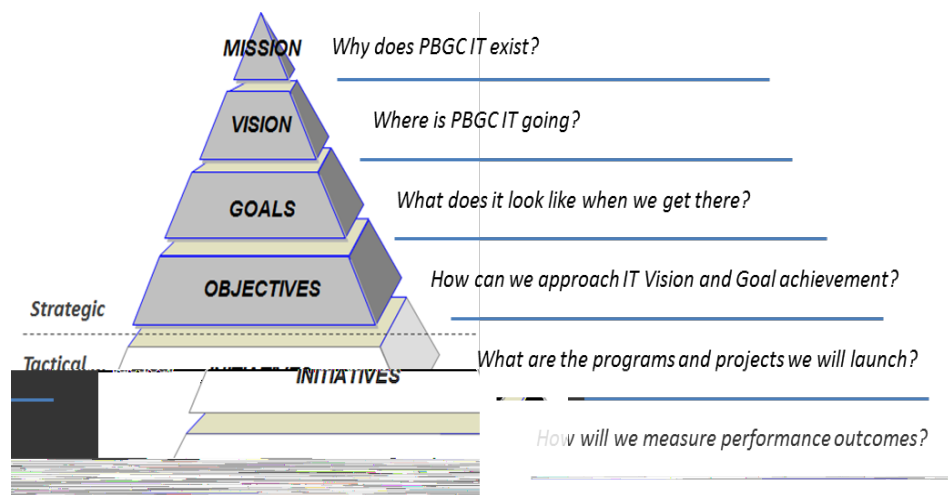 MISSION
Why does PBGC IT exist?
VISION
Where is PBGC IT going?
GOALS
What does it look like when we get there?
OBJECTIVES
How can we approach IT Vision and Goal achievement?
Strategic
Tactical
What are the programs and projects we will launch?
INITIATIVES
How will we measure performance outcomes?